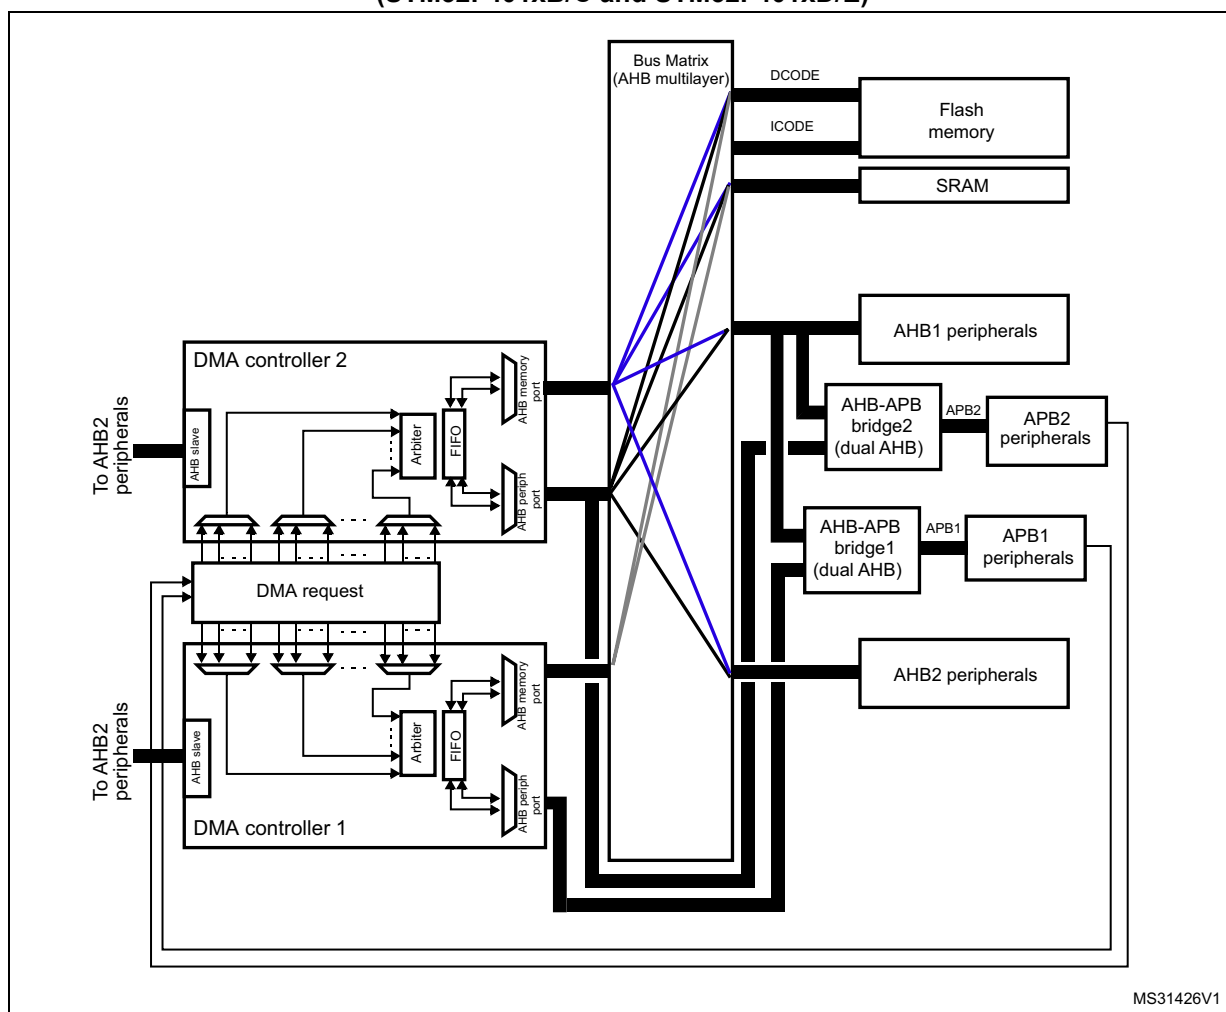 Bus Matrix
(AHB multilayer)
DCODE
ICODE
Flash
memory
SRAM
AHB1 peripherals
DMA controller 2
AHB memory
port
AHB-APB
bridge2
(dual AHB)
APB2
APB2
peripherals
To AHB2
peripherals
AHB slave
Arbiter
FIFO
AHB periph
port
AHB-APB
bridge1
(dual AHB)
APB1
APB1
peripherals
DMA request
AHB2 peripherals
AHB memory
port
To AHB2
peripherals
AHB slave
Arbiter
FIFO
AHB periph
port
DMA controller 1
MS31426V1